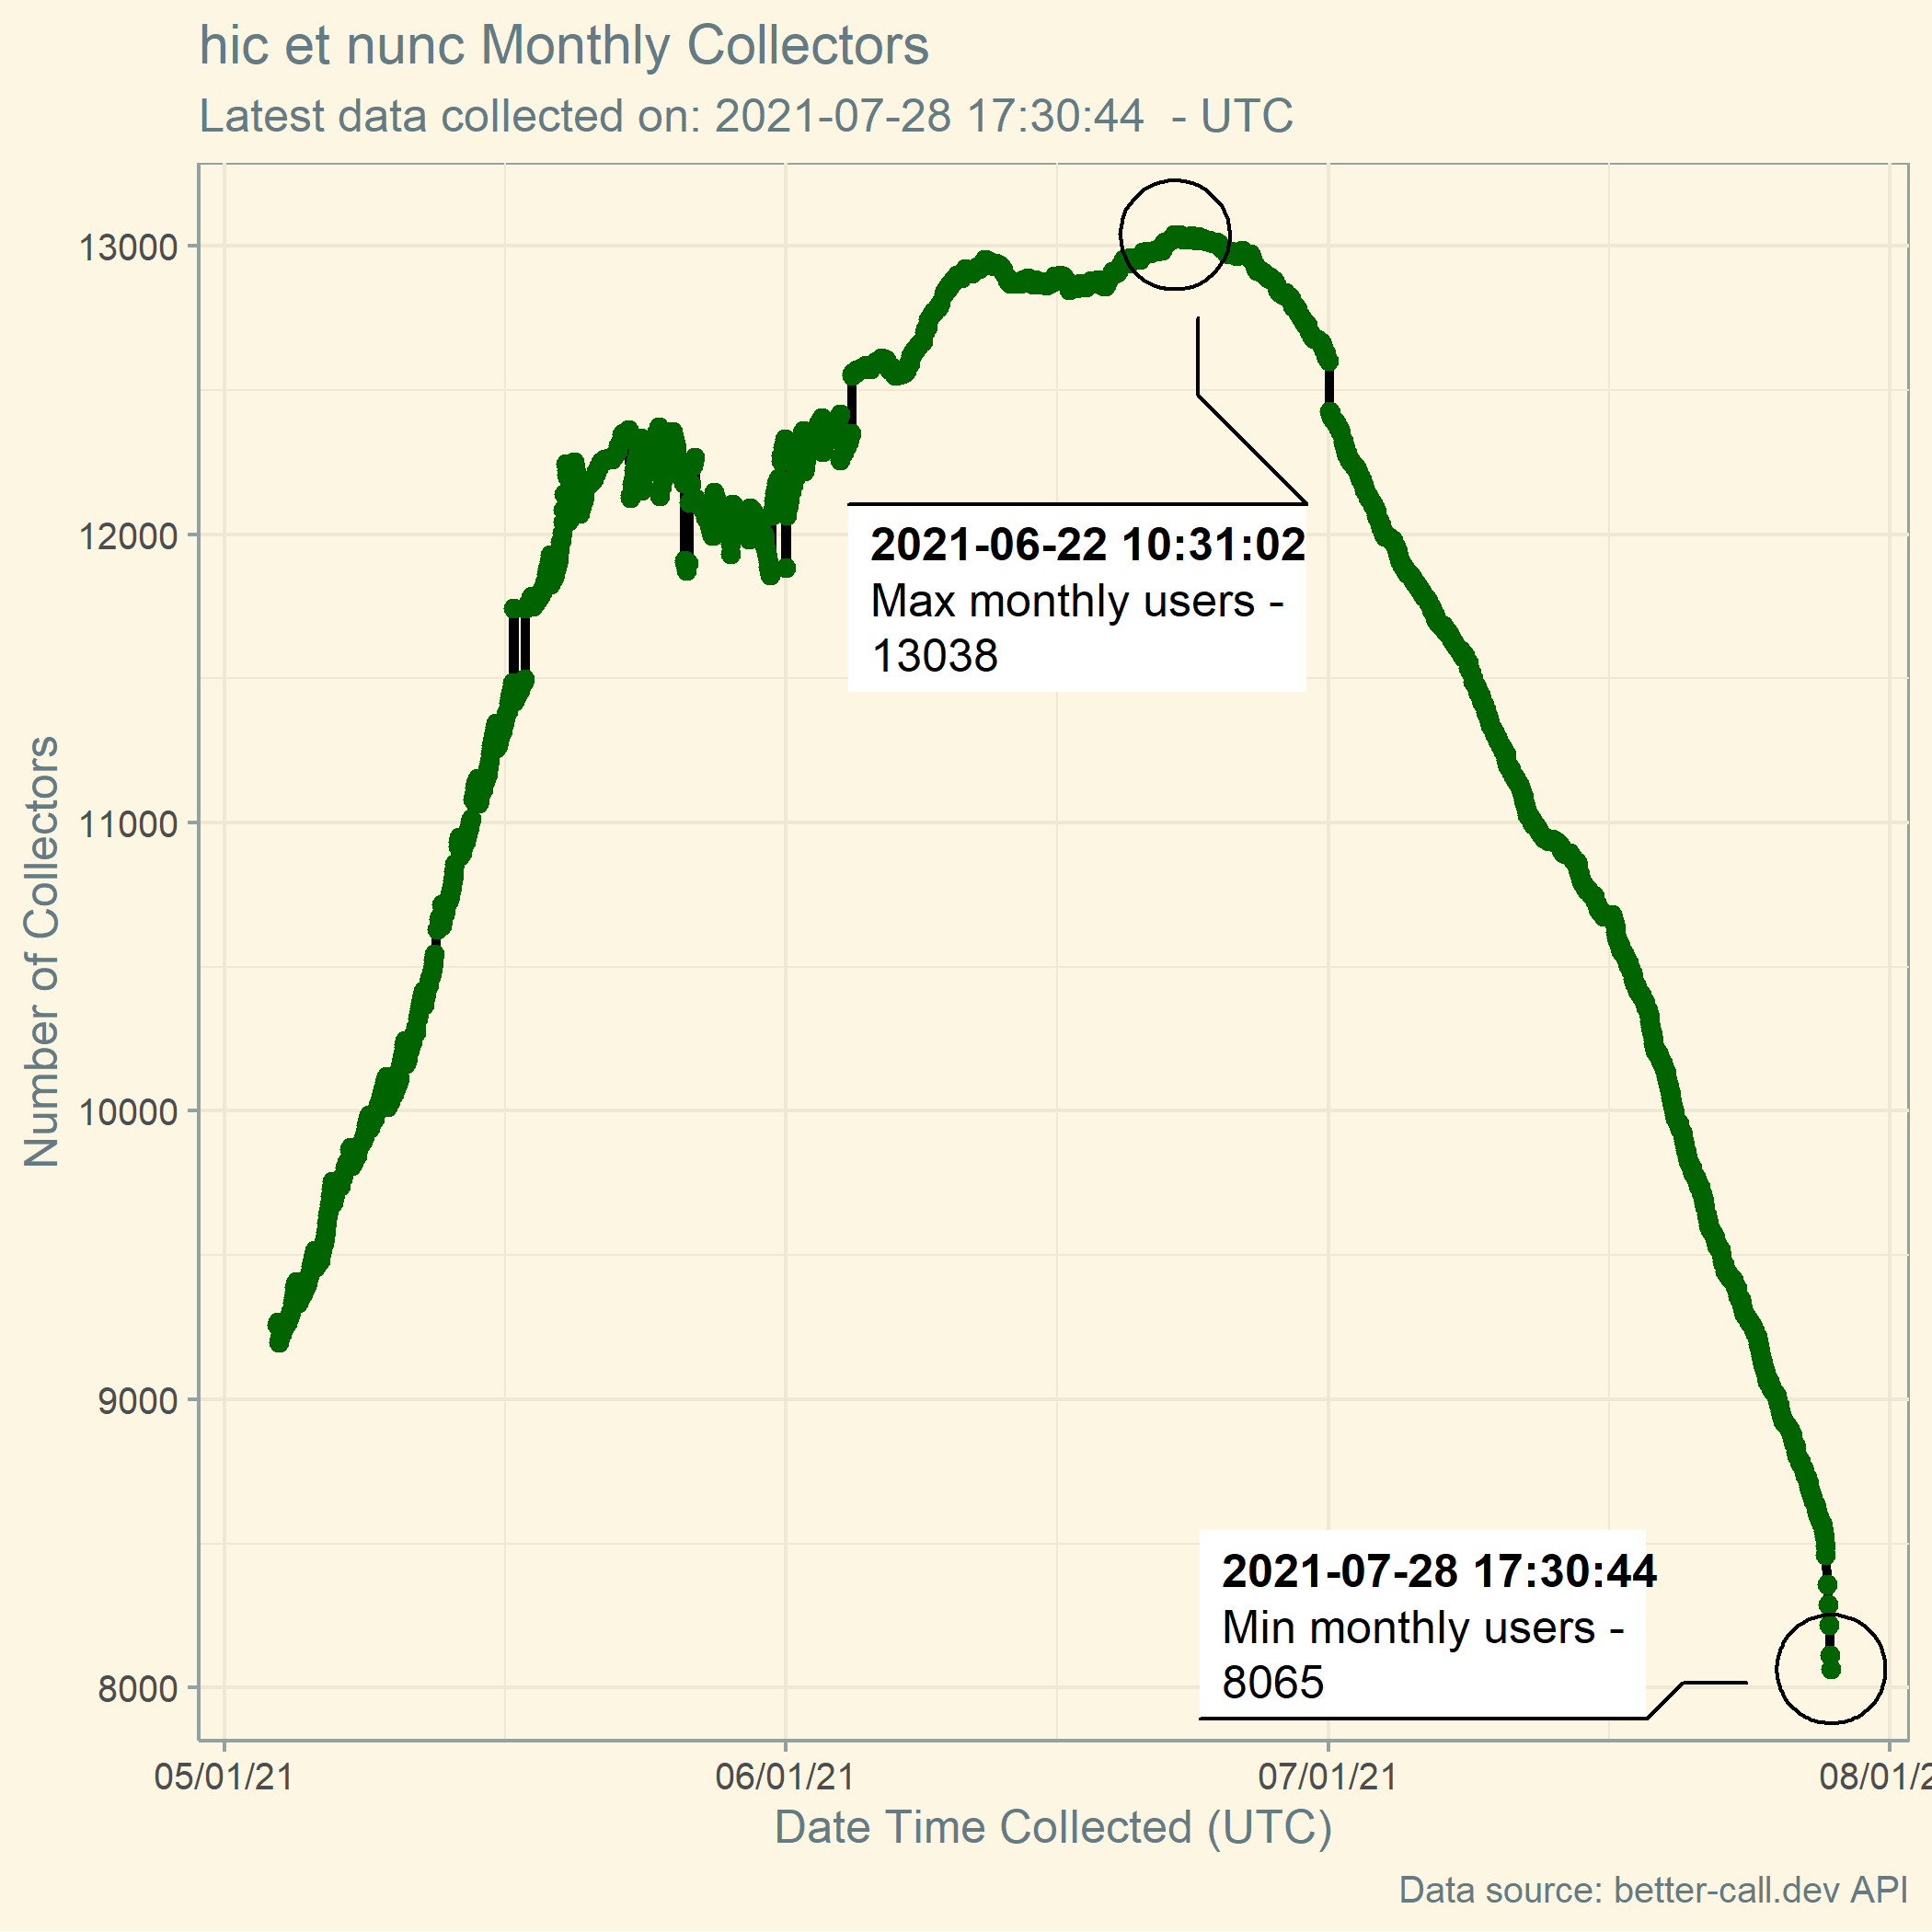 hic et nunc Monthly Collectors
Latest data collected on: 2021-07-28 17:30:44 - UTC
Number of Collectors
13000
12000
11000
10000
9000
8000
2021-06-22 10:31:02
Max monthly users -
13038
2021-07-28 17:30:44
Min monthly users -
8065
05/01/21
06/01/21
07/01/21
08/01/2
Date Time Collected (UTC)
Data source: better-call.dev API